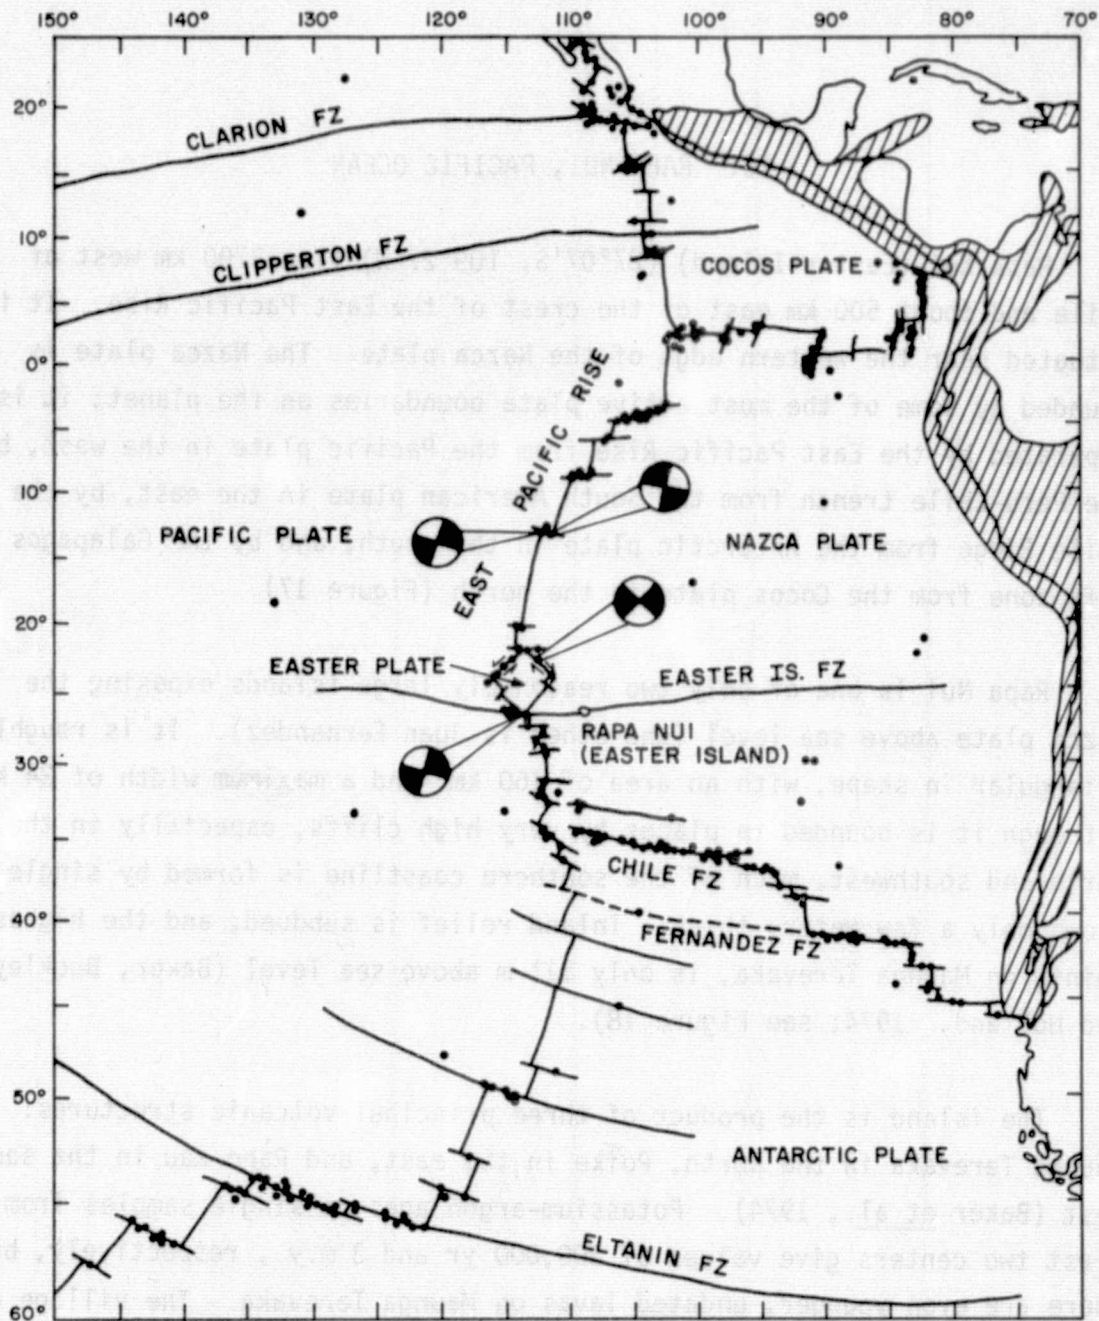 150° 140° 130° 120° 110° 100° 90° 80° 70°
20°
CLARION FZ
10°
CLIPPERTON FZ
COCOS PLATE
0°
EAST PACIFIC RISE
10°
PACIFIC PLATE
NAZCA PLATE
20°
EASTER PLATE
EASTER IS. FZ
RAPA NUI
(EASTER ISLAND)
30°
CHILE FZ
40°
FERNANDEZ FZ
50°
ANTARCTIC PLATE
ELTANIN FZ
60°